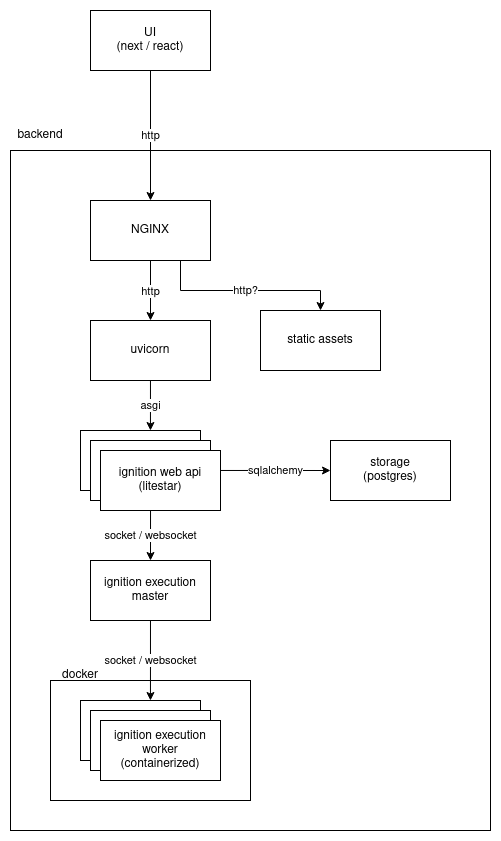 UI
(next / react)
http
backend
NGINX
http
http?
static assets
uvicorn
asgi
ignition web api
(litestar)
sqlalchemy
storage
(postgres)
socket / websocket
ignition execution
master
socket / websocket
docker
ignition execution
worker
(containerized)